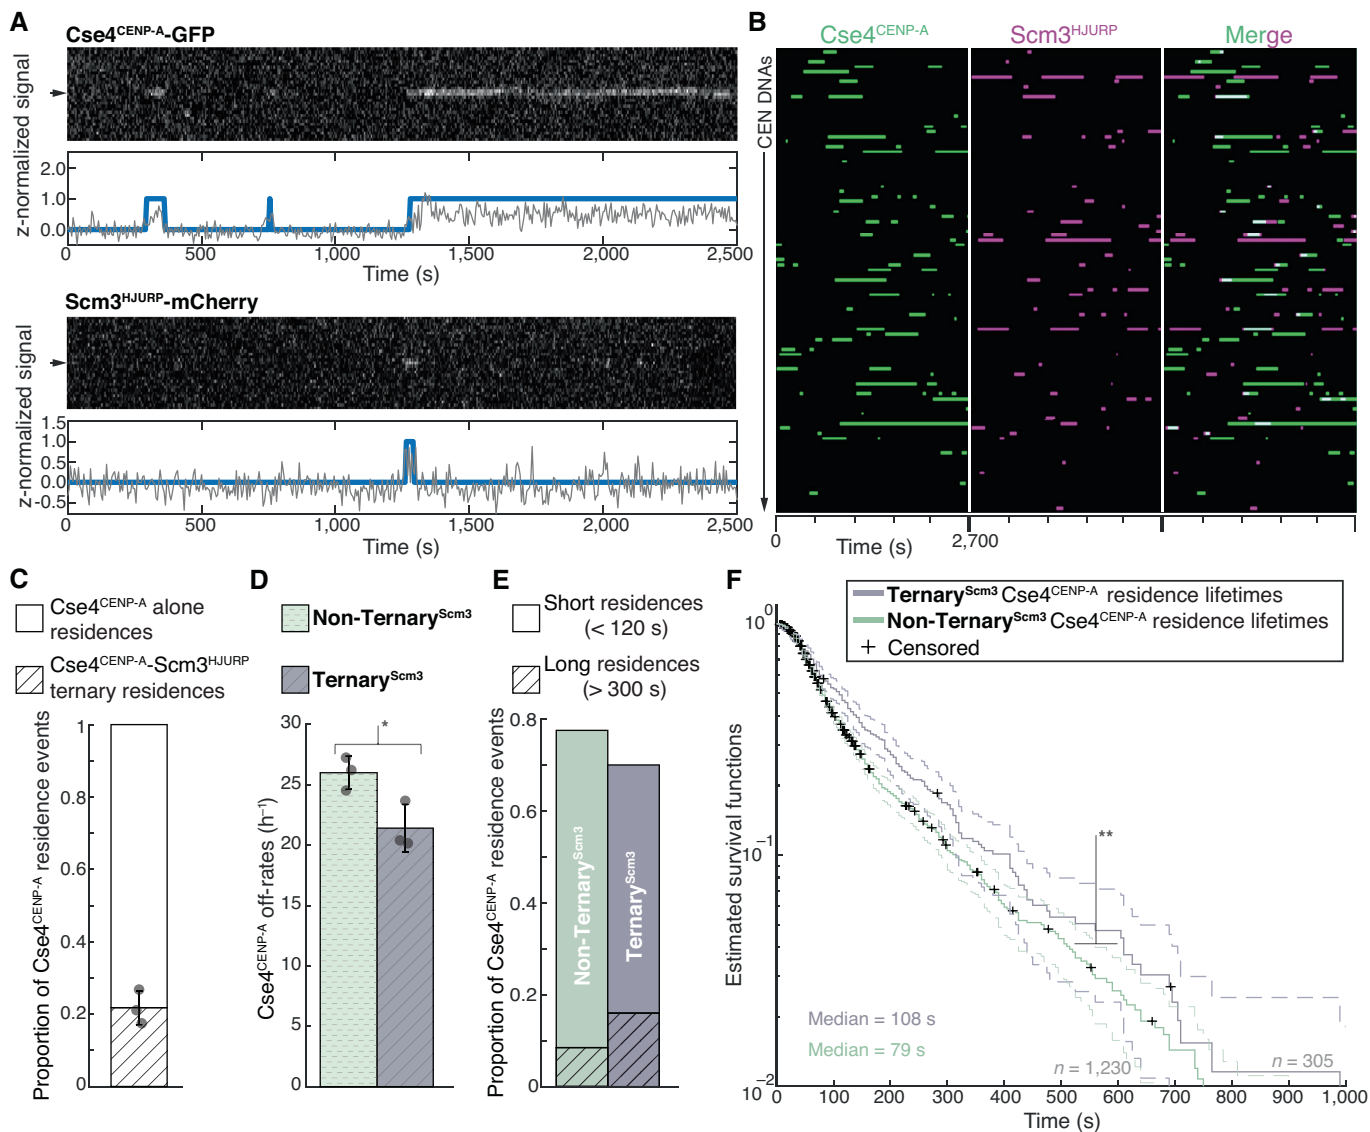 A
Cse4CENP-A-GFP
z-normalized signal
2.0
1.0
0.0
0 500 1,000 1,500 2,000 2,500
Time (s)
Scm3HJURP-mCherry
z-normalized signal
1.5
1.0
0.5
0.0
-0.5
0 500 1,000 1,500 2,000 2,500
Time (s)
B
Cse4CENP-A Scm3HJURP Merge
CEN DNAs
0 Time (s) 2,700
C
Cse4CENP-A alone
residences
Cse4CENP-A-Scm3HJURP
ternary residences
Proportion of Cse4CENP-A residence events
1
0.8
0.6
0.4
0.2
0
D
Non-TernaryScm3
TernaryScm3
Cse4CENP-A off-rates (h–1)
30
25
20
15
10
5
0
*
E
Short residences
(< 120 s)
Long residences
(> 300 s)
Proportion of Cse4CENP-A residence events
0.8
0.6
0.4
0.2
0
Non-TernaryScm3
TernaryScm3
F
TernaryScm3 Cse4CENP-A residence lifetimes
Non-TernaryScm3 Cse4CENP-A residence lifetimes
+ Censored
Estimated survival functions
10 0
10–1
10–2
**
Median = 108 s
Median = 79 s
n = 1,230
n = 305
0 100 200 300 400 500 600 700 800 900 1,000
Time (s)